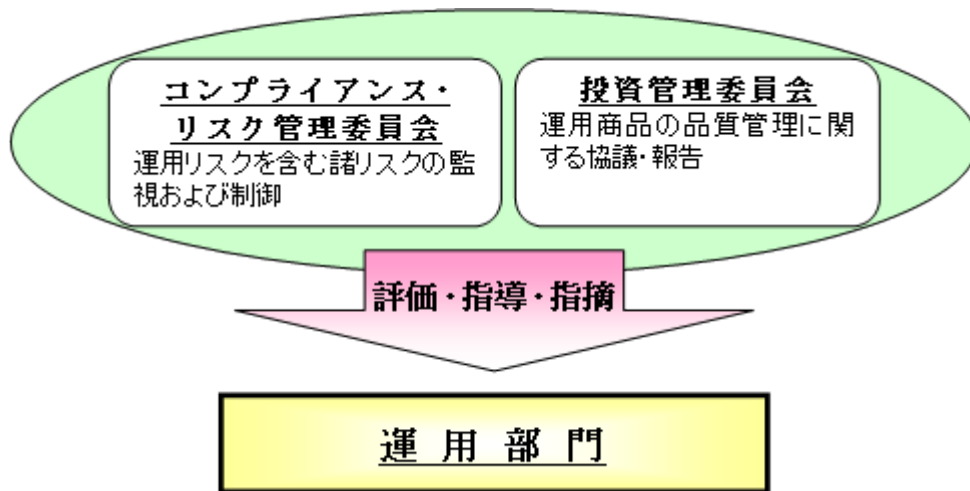 コンプライアンス・
リスク管理委員会
運用リスクを含む諸リスクの監
視および制御
投資管理委員会
運用商品の品質管理に関
する協議・報告
評価・指導・指摘
運用部門